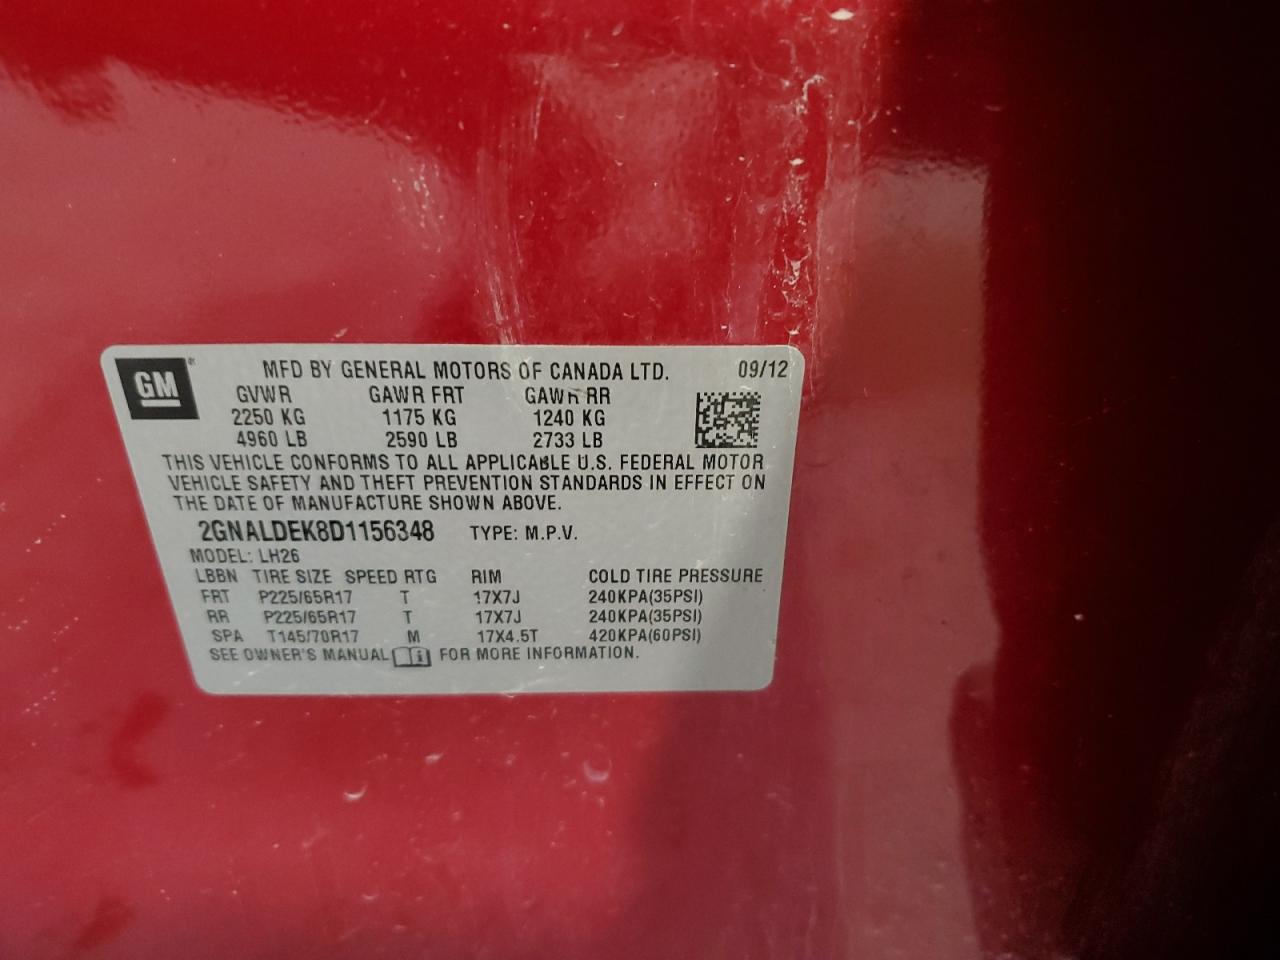 GM
MFD BY GENERAL MOTORS OF CANADA LTD. 09/12
GVWR GAWR FRT GAWR RR
2250 KG 1175 KG 1240 KG
4960 LB 2590 LB 2733 LB
THIS VEHICLE CONFORMS TO ALL APPLICABLE U.S. FEDERAL MOTOR
VEHICLE SAFETY AND THEFT PREVENTION STANDARDS IN EFFECT ON
THE DATE OF MANUFACTURE SHOWN ABOVE.
2GNALDEK8D1156348 TYPE: M.P.V.
MODEL: LH26
LBBN TIRE SIZE SPEED RTG RIM COLD TIRE PRESSURE
FRT P225/65R17 T 17X7J 240KPA(35PSI)
RR P225/65R17 T 17X7J 240KPA(35PSI)
SPA T145/70R17 M 17X4.5T 420KPA(60PSI)
SEE OWNER'S MANUAL FOR MORE INFORMATION.